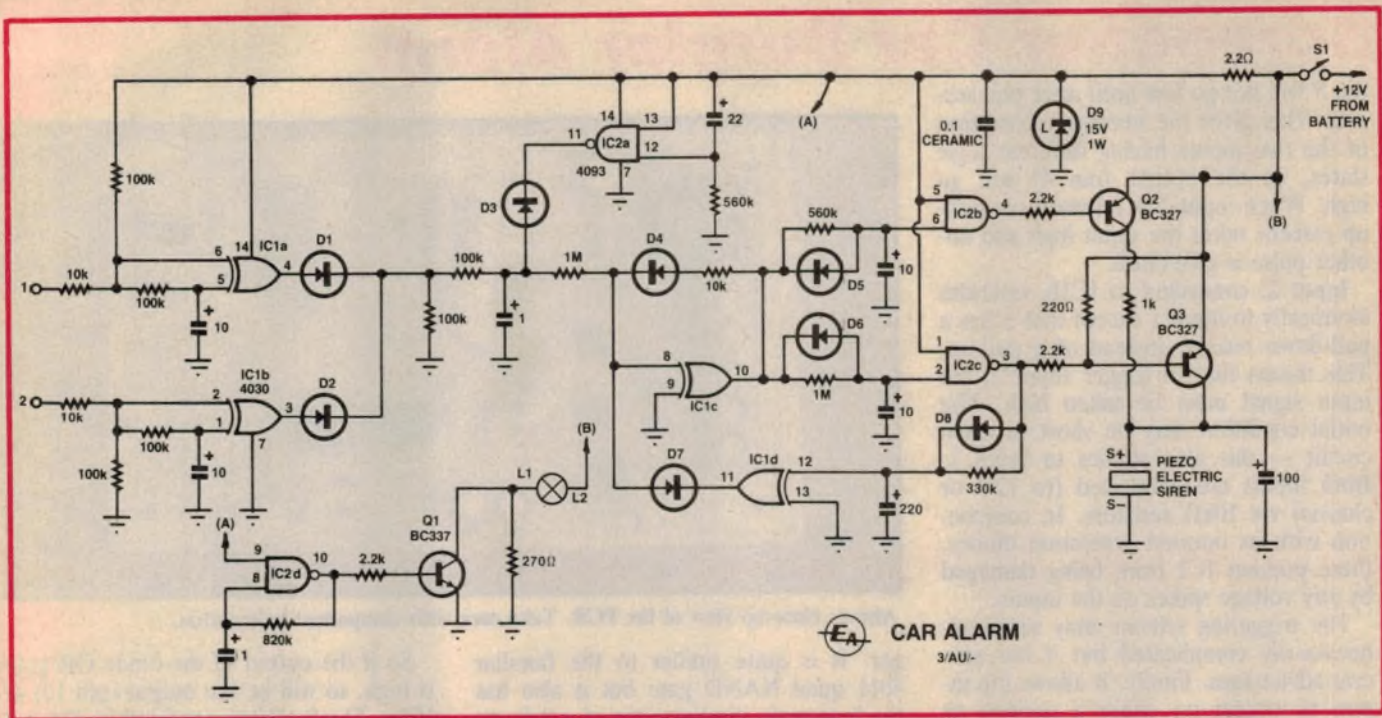 S1
2.2Ω
+12V
FROM
BATTERY
14
13
+
22
(A)
11
IC2a
12
4093
7
0.1
CERAMIC
L
D9
15V
1W
100k
D3
560k
5
6
IC2b
4
2.2k
Q2
BC327
(B)
6
14
IC1a
D1
5
4
10k
1
100k
+
10
100k
100k
+
1
1M
D4
10k
560k
D5
+
10
220Ω
1k
Q3
BC327
D6
1
2
IC2c
3
2.2k
IC1b
4030
2
D2
2
1
3
10k
100k
7
100k
+
10
8
9
IC1c
10
1M
+
10
D8
D7
IC1d
12
11
13
330k
+
220
S+
PIEZO
ELECTRIC
SIREN
S-
+
100
(B)
L1
L2
(A)
Q1
BC337
9
8
IC2d
10
2.2k
270Ω
820k
+
1
EA
CAR ALARM
3/AU/-